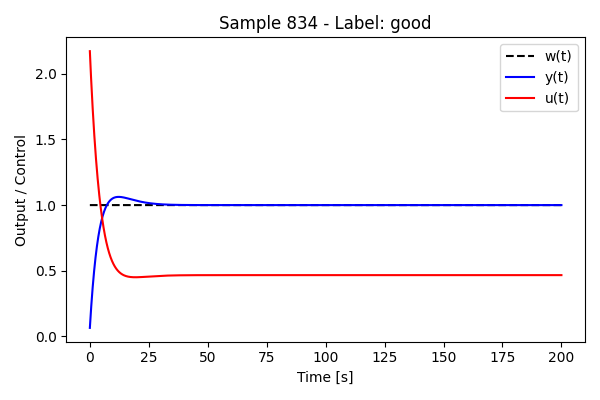 Sample 834 - Label: good
w(t)
y(t)
u(t)
Output / Control
2.0
1.5
1.0
0.5
0.0
0 25 50 75 100 125 150 175 200
Time [s]